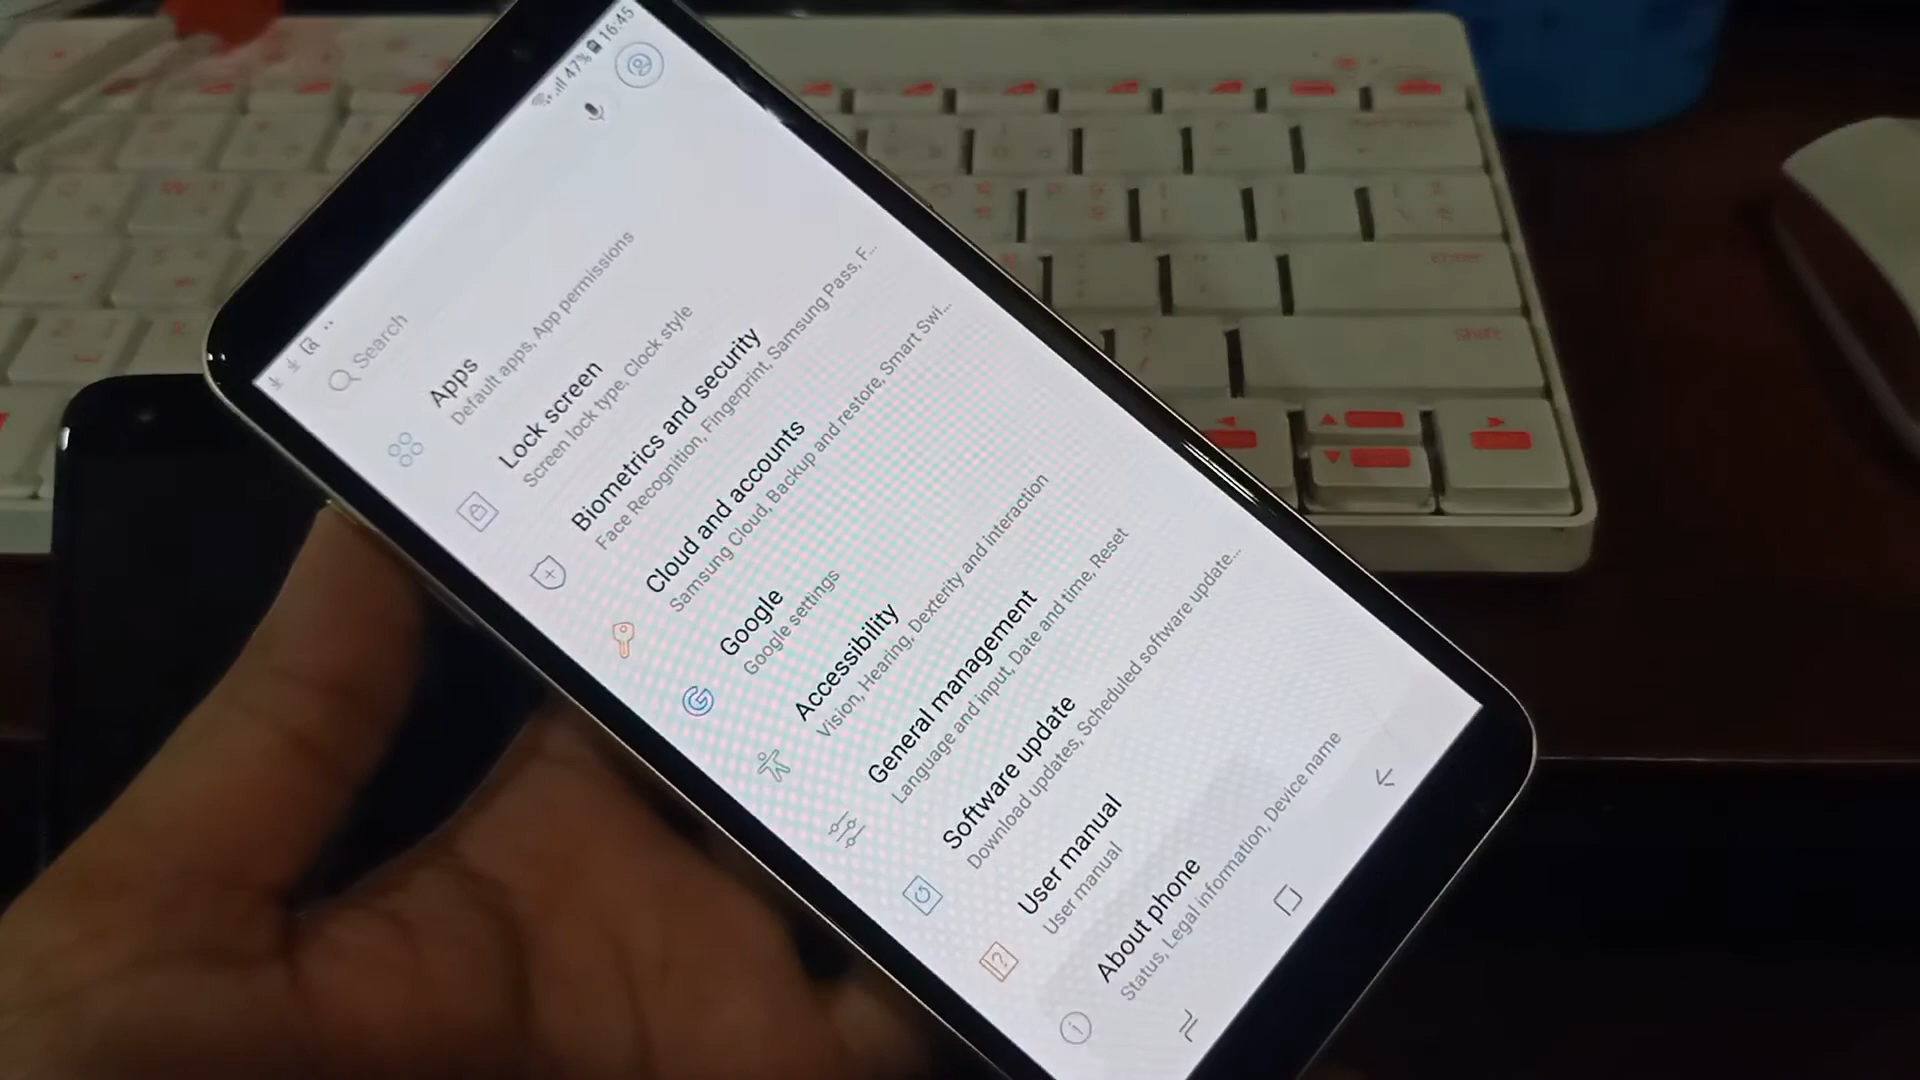 47% 16:45
Search
Apps
Default apps, App permissions
Lock screen
Screen lock type, Clock style
Biometrics and security
Face Recognition, Fingerprint, Samsung Pass, F...
Cloud and accounts
Samsung Cloud, Backup and restore, Smart Swi...
Google
Google settings
Accessibility
Vision, Hearing, Dexterity and interaction
General management
Language and input, Date and time, Reset
Software update
Download updates, Scheduled software update...
User manual
User manual
About phone
Status, Legal information, Device name
Enter
Shift